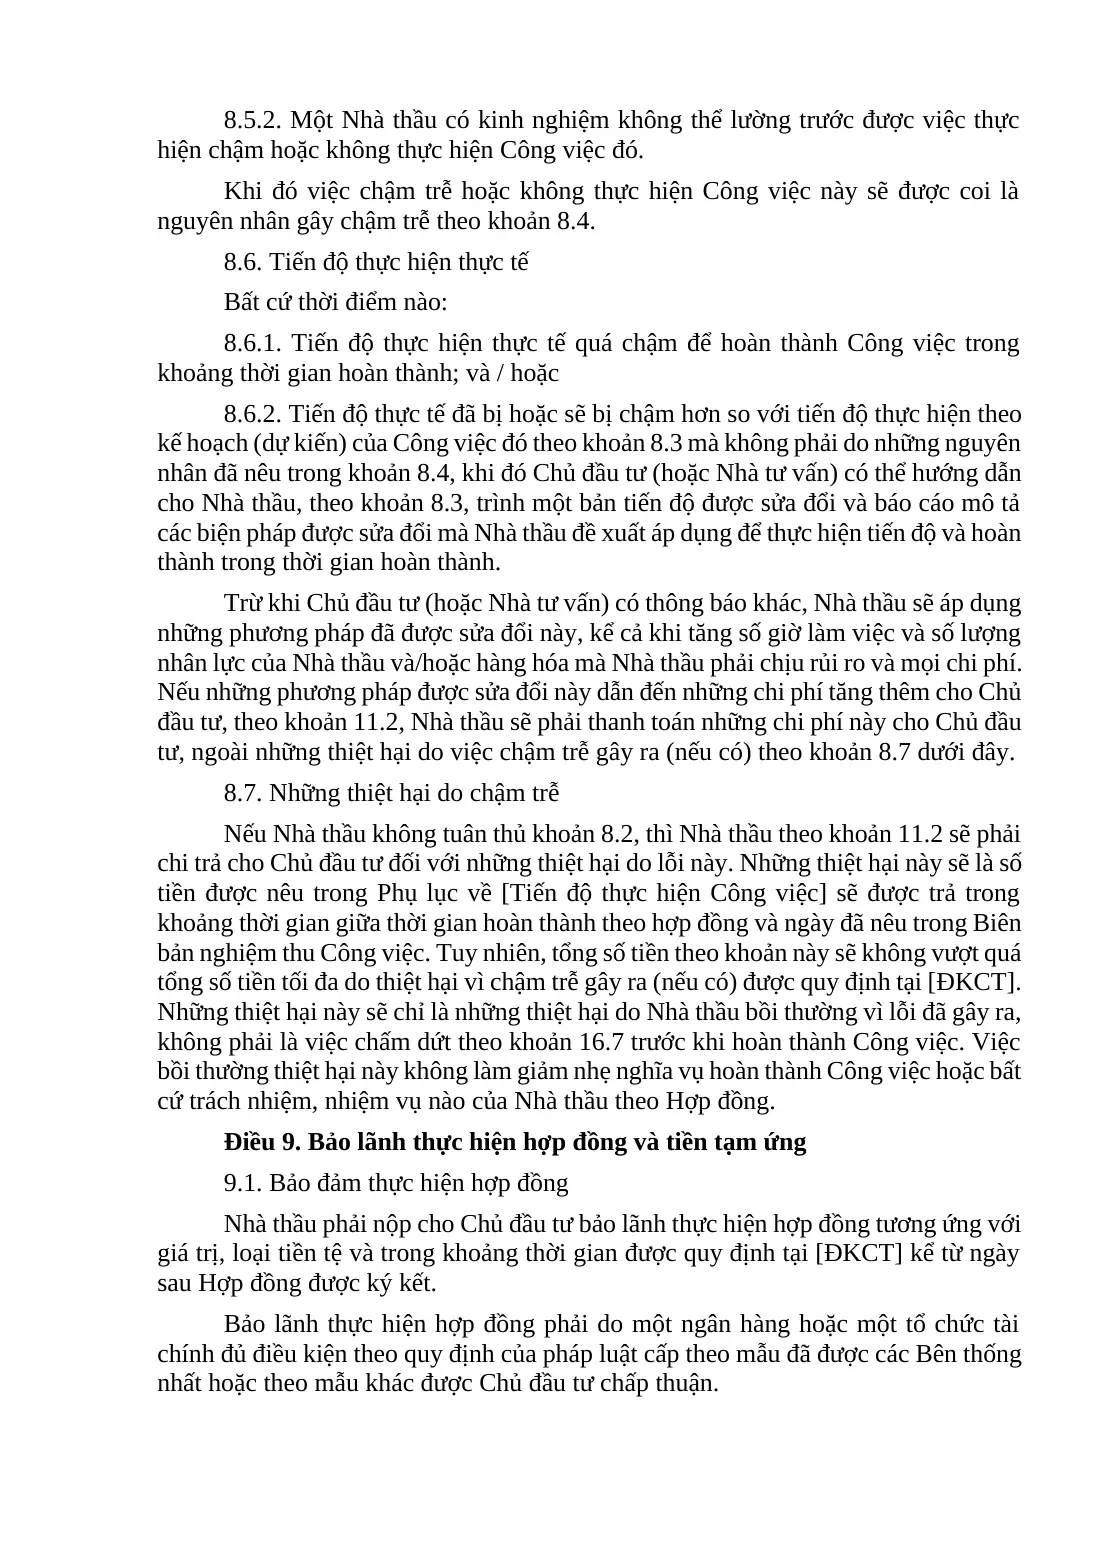 8.5.2. Một Nhà thầu có kinh nghiệm không thể lường trước được việc thực
hiện chậm hoặc không thực hiện Công việc đó.
Khi đó việc chậm trễ hoặc không thực hiện Công việc này sẽ được coi là
nguyên nhân gây chậm trễ theo khoản 8.4.
8.6. Tiến độ thực hiện thực tế
Bất cứ thời điểm nào:
8.6.1. Tiến độ thực hiện thực tế quá chậm để hoàn thành Công việc trong
khoảng thời gian hoàn thành; và / hoặc
8.6.2. Tiến độ thực tế đã bị hoặc sẽ bị chậm hơn so với tiến độ thực hiện theo
kế hoạch (dự kiến) của Công việc đó theo khoản 8.3 mà không phải do những nguyên
nhân đã nêu trong khoản 8.4, khi đó Chủ đầu tư (hoặc Nhà tư vấn) có thể hướng dẫn
cho Nhà thầu, theo khoản 8.3, trình một bản tiến độ được sửa đổi và báo cáo mô tả
các biện pháp được sửa đổi mà Nhà thầu đề xuất áp dụng để thực hiện tiến độ và hoàn
thành trong thời gian hoàn thành.
Trừ khi Chủ đầu tư (hoặc Nhà tư vấn) có thông báo khác, Nhà thầu sẽ áp dụng
những phương pháp đã được sửa đổi này, kể cả khi tăng số giờ làm việc và số lượng
nhân lực của Nhà thầu và/hoặc hàng hóa mà Nhà thầu phải chịu rủi ro và mọi chi phí.
Nếu những phương pháp được sửa đổi này dẫn đến những chi phí tăng thêm cho Chủ
đầu tư, theo khoản 11.2, Nhà thầu sẽ phải thanh toán những chi phí này cho Chủ đầu
tư, ngoài những thiệt hại do việc chậm trễ gây ra (nếu có) theo khoản 8.7 dưới đây.
8.7. Những thiệt hại do chậm trễ
Nếu Nhà thầu không tuân thủ khoản 8.2, thì Nhà thầu theo khoản 11.2 sẽ phải
chi trả cho Chủ đầu tư đối với những thiệt hại do lỗi này. Những thiệt hại này sẽ là số
tiền được nêu trong Phụ lục về [Tiến độ thực hiện Công việc] sẽ được trả trong
khoảng thời gian giữa thời gian hoàn thành theo hợp đồng và ngày đã nêu trong Biên
bản nghiệm thu Công việc. Tuy nhiên, tổng số tiền theo khoản này sẽ không vượt quá
tổng số tiền tối đa do thiệt hại vì chậm trễ gây ra (nếu có) được quy định tại [ĐKCT].
Những thiệt hại này sẽ chỉ là những thiệt hại do Nhà thầu bồi thường vì lỗi đã gây ra,
không phải là việc chấm dứt theo khoản 16.7 trước khi hoàn thành Công việc. Việc
bồi thường thiệt hại này không làm giảm nhẹ nghĩa vụ hoàn thành Công việc hoặc bất
cứ trách nhiệm, nhiệm vụ nào của Nhà thầu theo Hợp đồng.
Điều 9. Bảo lãnh thực hiện hợp đồng và tiền tạm ứng
9.1. Bảo đảm thực hiện hợp đồng
Nhà thầu phải nộp cho Chủ đầu tư bảo lãnh thực hiện hợp đồng tương ứng với
giá trị, loại tiền tệ và trong khoảng thời gian được quy định tại [ĐKCT] kể từ ngày
sau Hợp đồng được ký kết.
Bảo lãnh thực hiện hợp đồng phải do một ngân hàng hoặc một tổ chức tài
chính đủ điều kiện theo quy định của pháp luật cấp theo mẫu đã được các Bên thống
nhất hoặc theo mẫu khác được Chủ đầu tư chấp thuận.